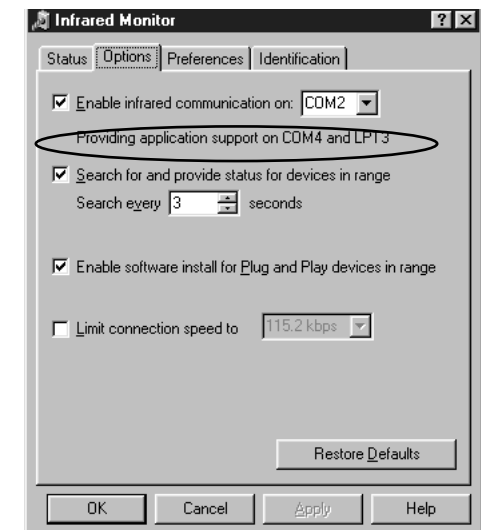 Infrared Monitor
Status Options Preferences Identification
Enable infrared communication on: COM2
Providing application support on COM4 and LPT3
Search for and provide status for devices in range
Search every 3 seconds
Enable software install for Plug and Play devices in range
Limit connection speed to 115.2 kbps
Restore Defaults
OK Cancel Apply Help